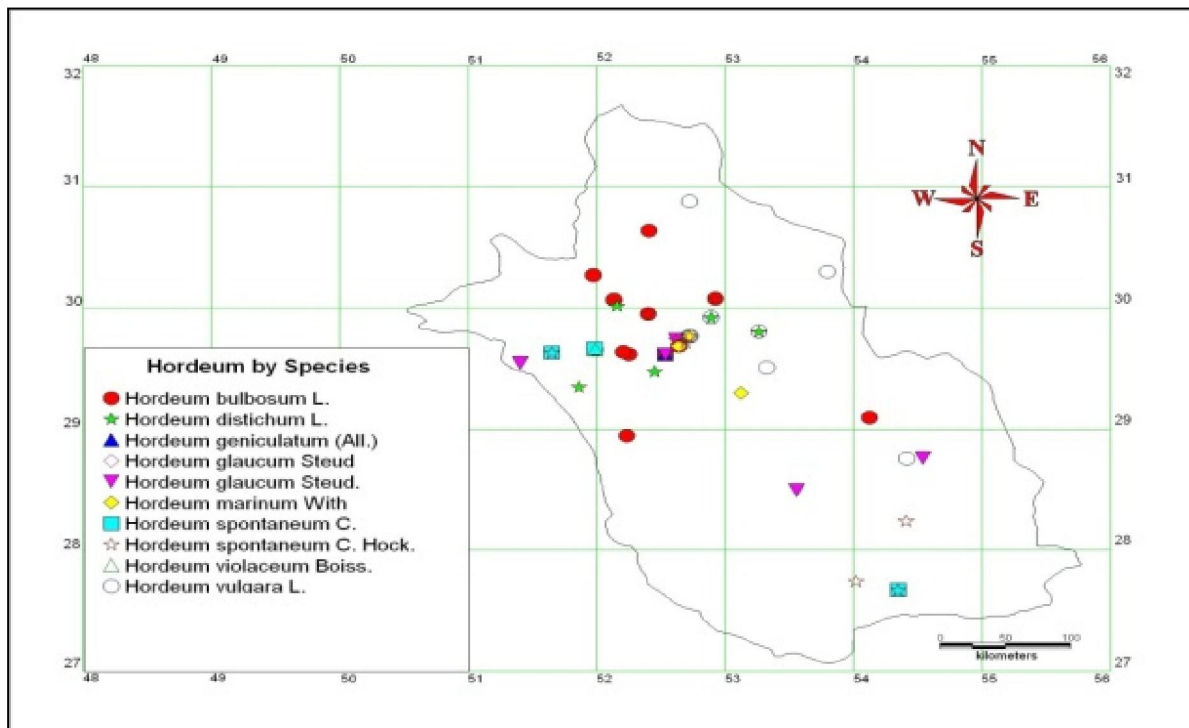 48 49 50 51 52 53 54 55 56
32 32
31 31
30 30
29 29
28 28
27 27
48 49 50 51 52 53 54 55 56
N
W E
S
Hordeum by Species
Hordeum bulbosum L.
Hordeum distichum L.
Hordeum geniculatum (All.)
Hordeum glaucum Steud
Hordeum glaucum Steud.
Hordeum marinum With
Hordeum spontaneum C.
Hordeum spontaneum C. Hock.
Hordeum violaceum Boiss.
Hordeum vulgara L.
0 50 100
kilometers